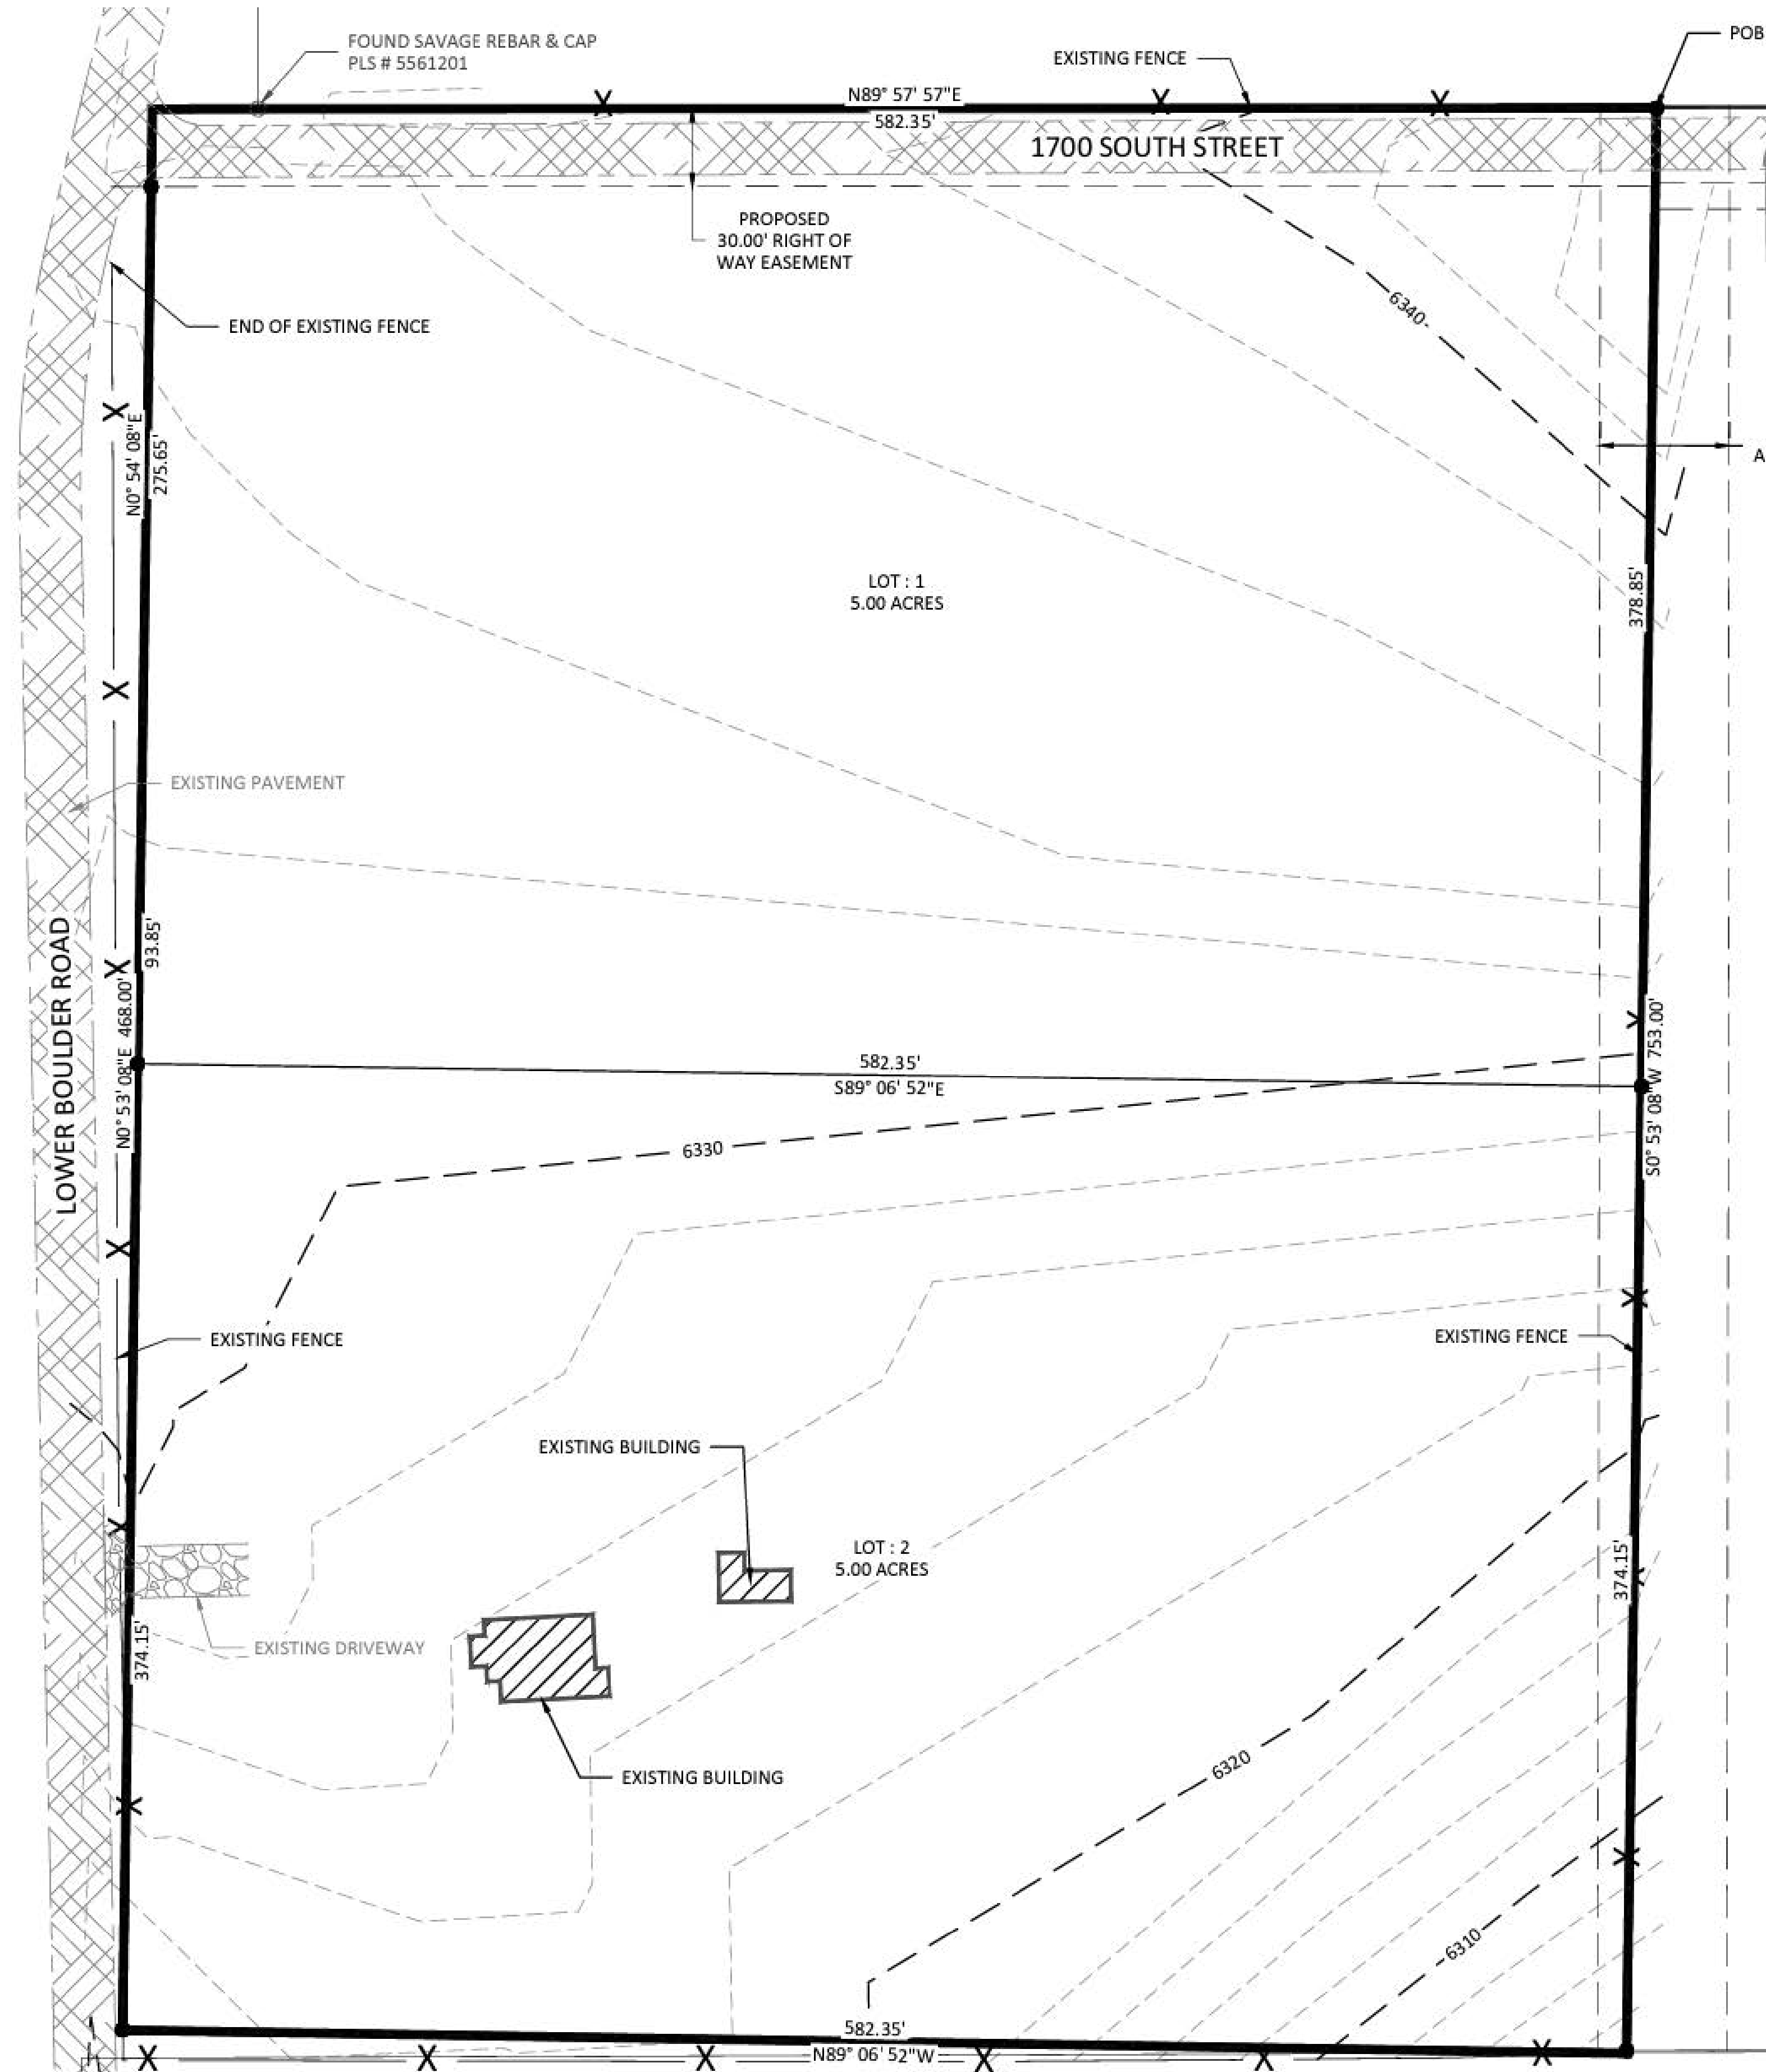 FOUND SAVAGE REBAR & CAP
PLS # 5561201
EXISTING FENCE
POB
N89° 57' 57"E
582.35'
1700 SOUTH STREET
PROPOSED
30.00' RIGHT OF
WAY EASEMENT
6340
END OF EXISTING FENCE
N0° 54' 08"E
275.65'
A
LOT : 1
5.00 ACRES
378.85'
EXISTING PAVEMENT
LOWER BOULDER ROAD
93.85'
N0° 53' 08"E 468.00'
582.35'
S89° 06' 52"E
S0° 53' 08"W 753.00'
6330
EXISTING FENCE
EXISTING FENCE
EXISTING BUILDING
LOT : 2
5.00 ACRES
374.15'
EXISTING DRIVEWAY
374.15'
EXISTING BUILDING
6320
6310
582.35'
N89° 06' 52"W